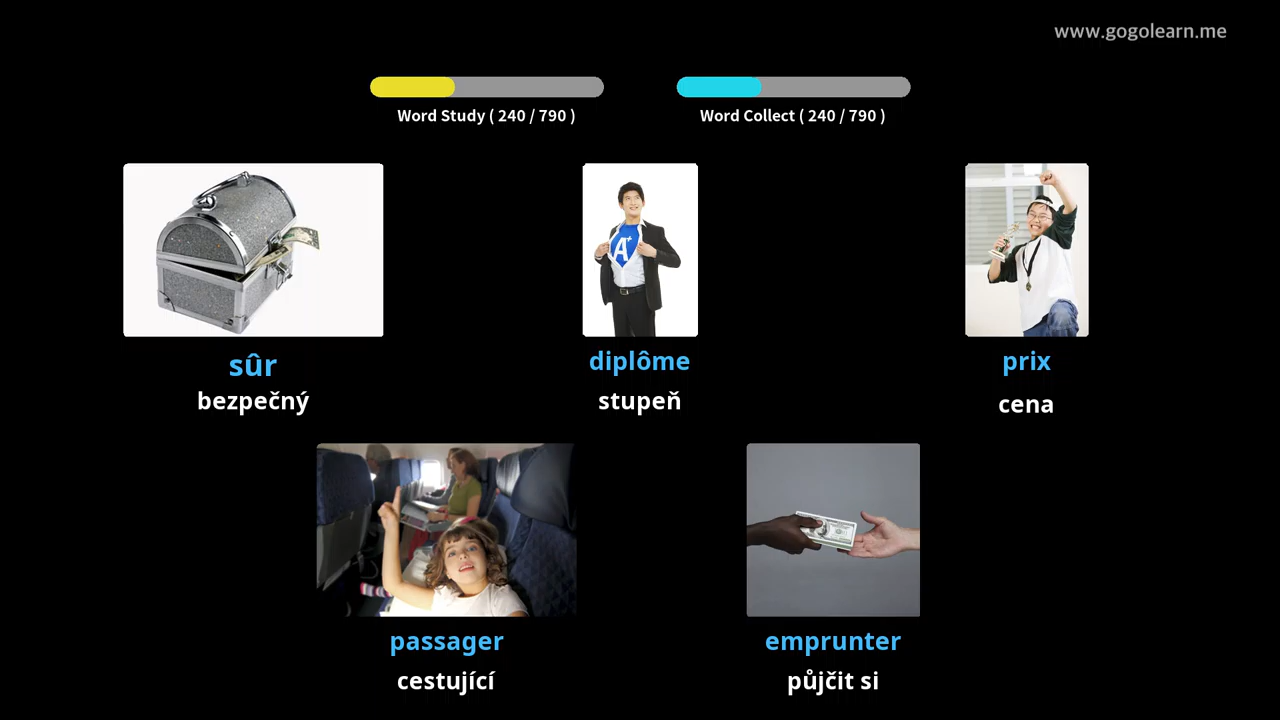 www.gogolearn.me
Word Study ( 240 / 790 )
Word Collect ( 240 / 790 )
A+
sûr
diplôme
prix
bezpečný
stupeň
cena
passager
emprunter
cestující
půjčit si